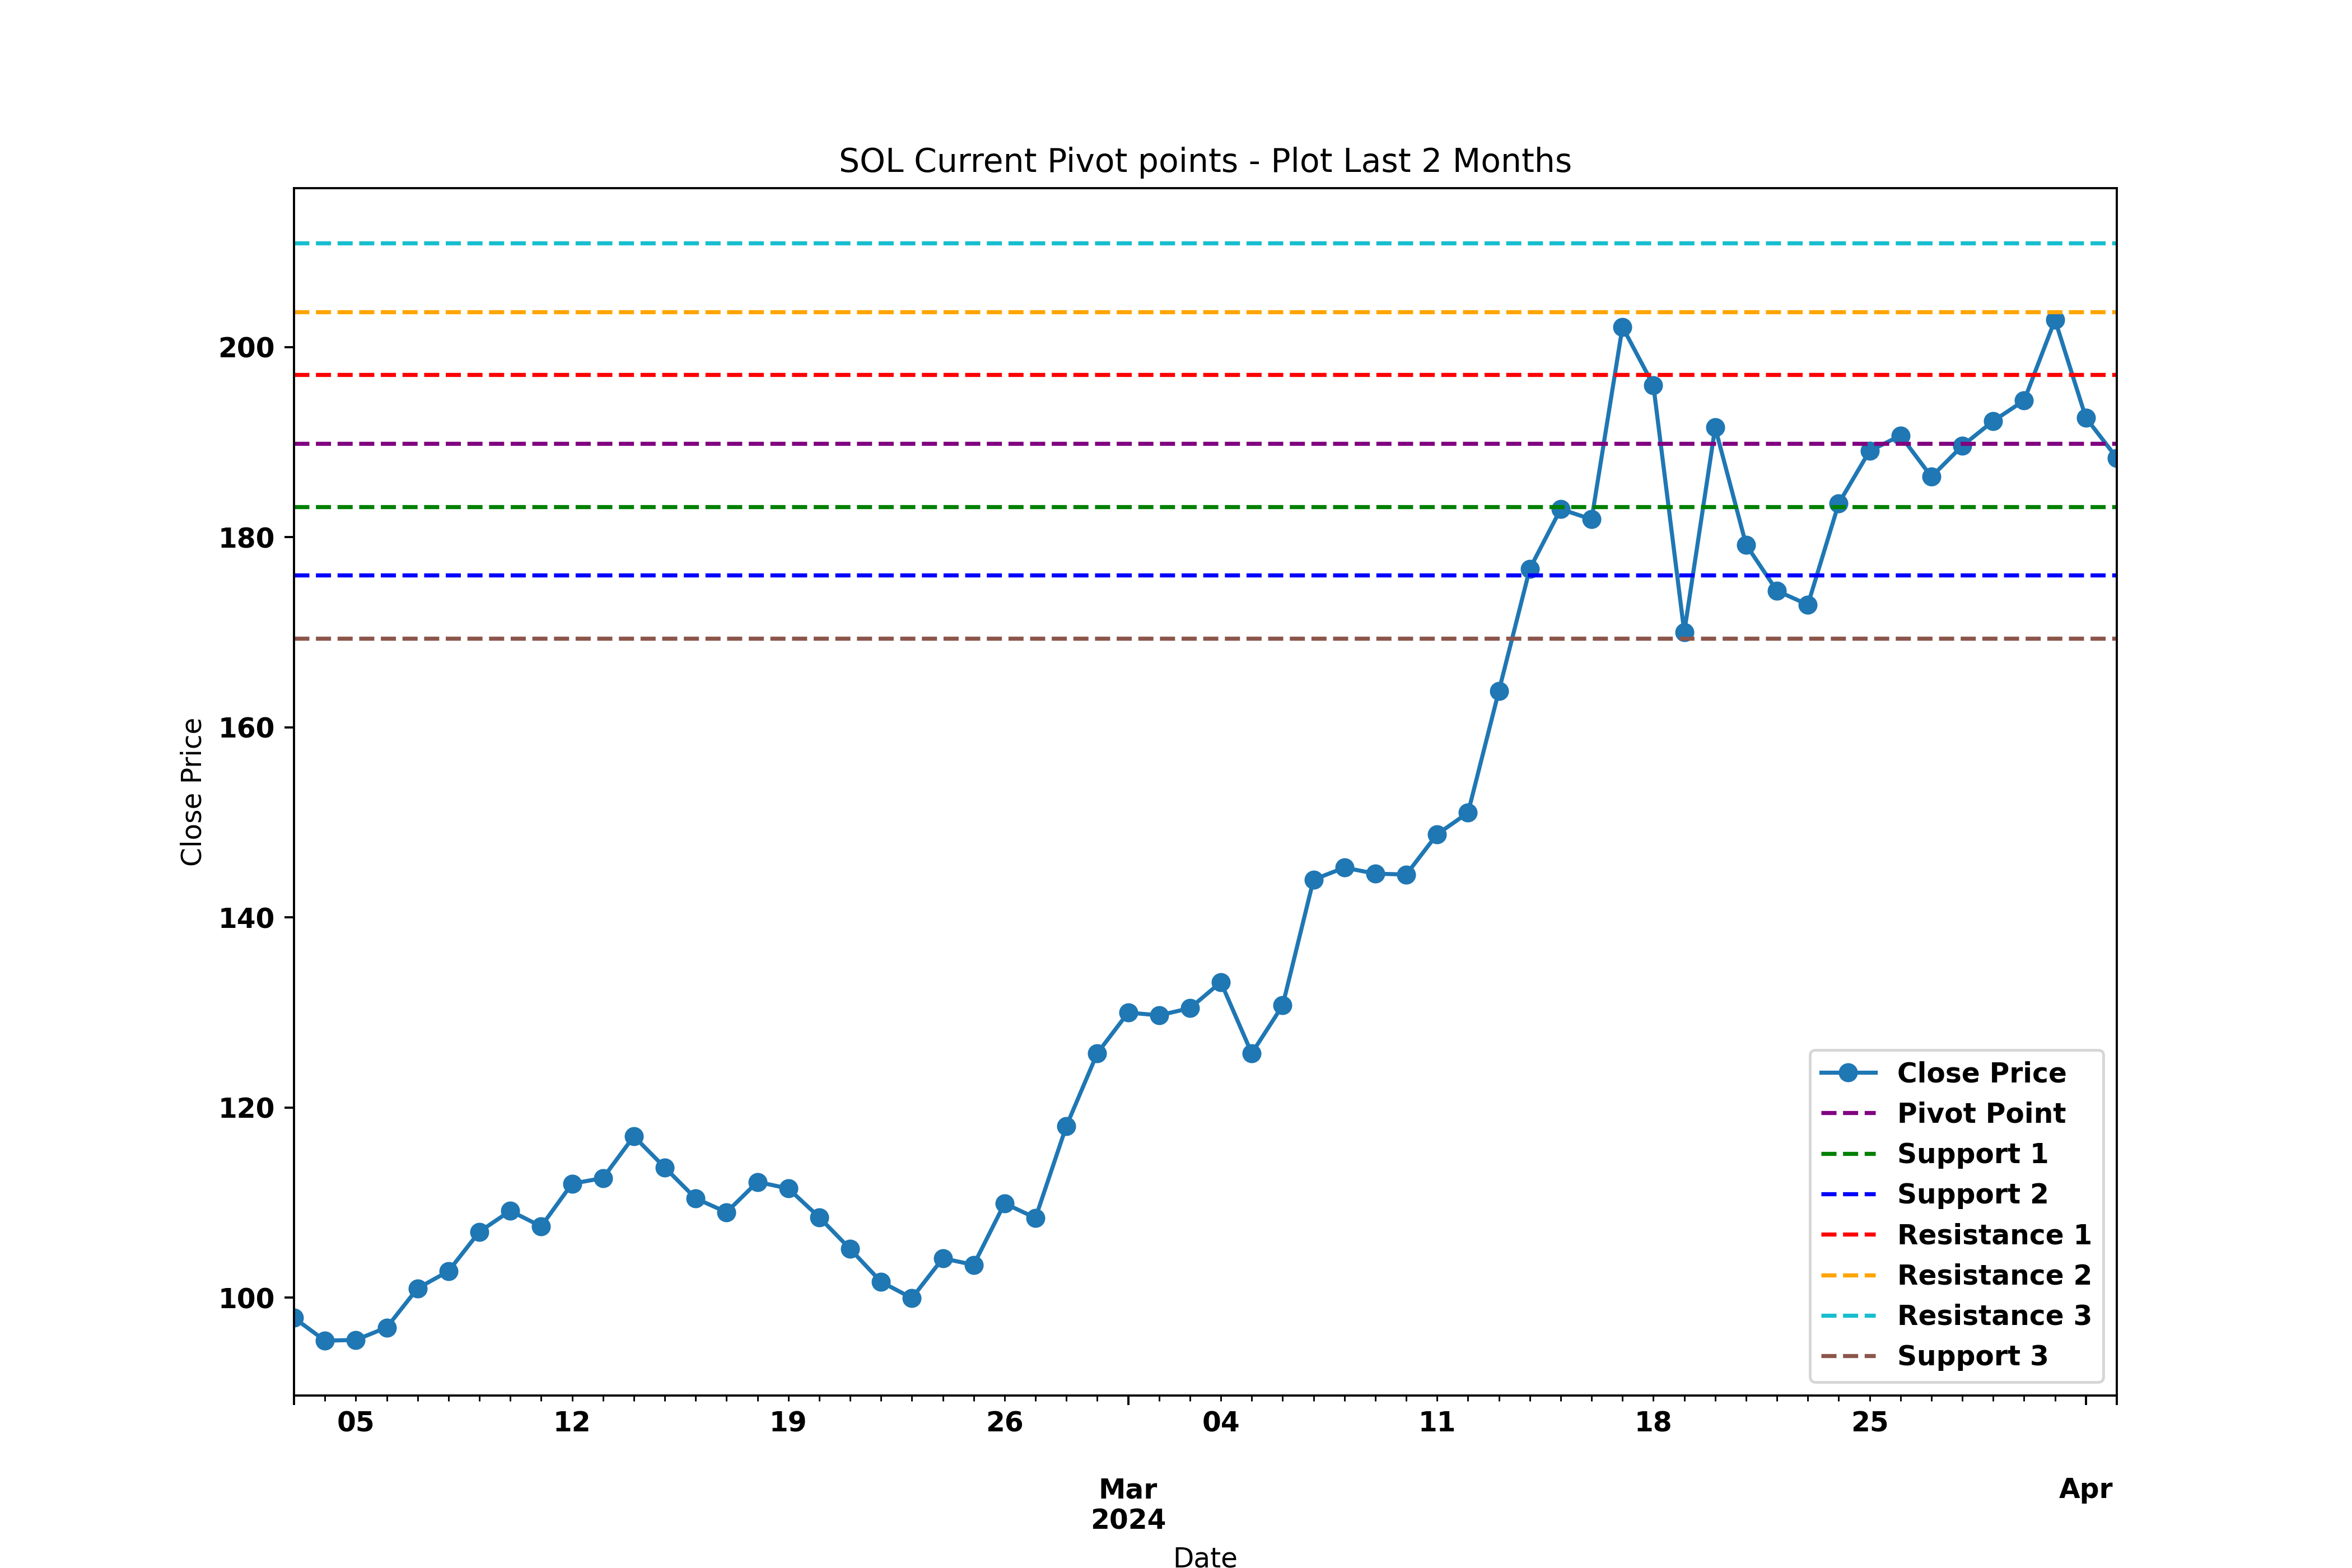 SOL Current Pivot points - Plot Last 2 Months
Close Price
200
180
160
140
120
100
Close Price
Pivot Point
Support 1
Support 2
Resistance 1
Resistance 2
Resistance 3
Support 3
05 12 19 26 04 11 18 25
Mar Apr
2024
Date